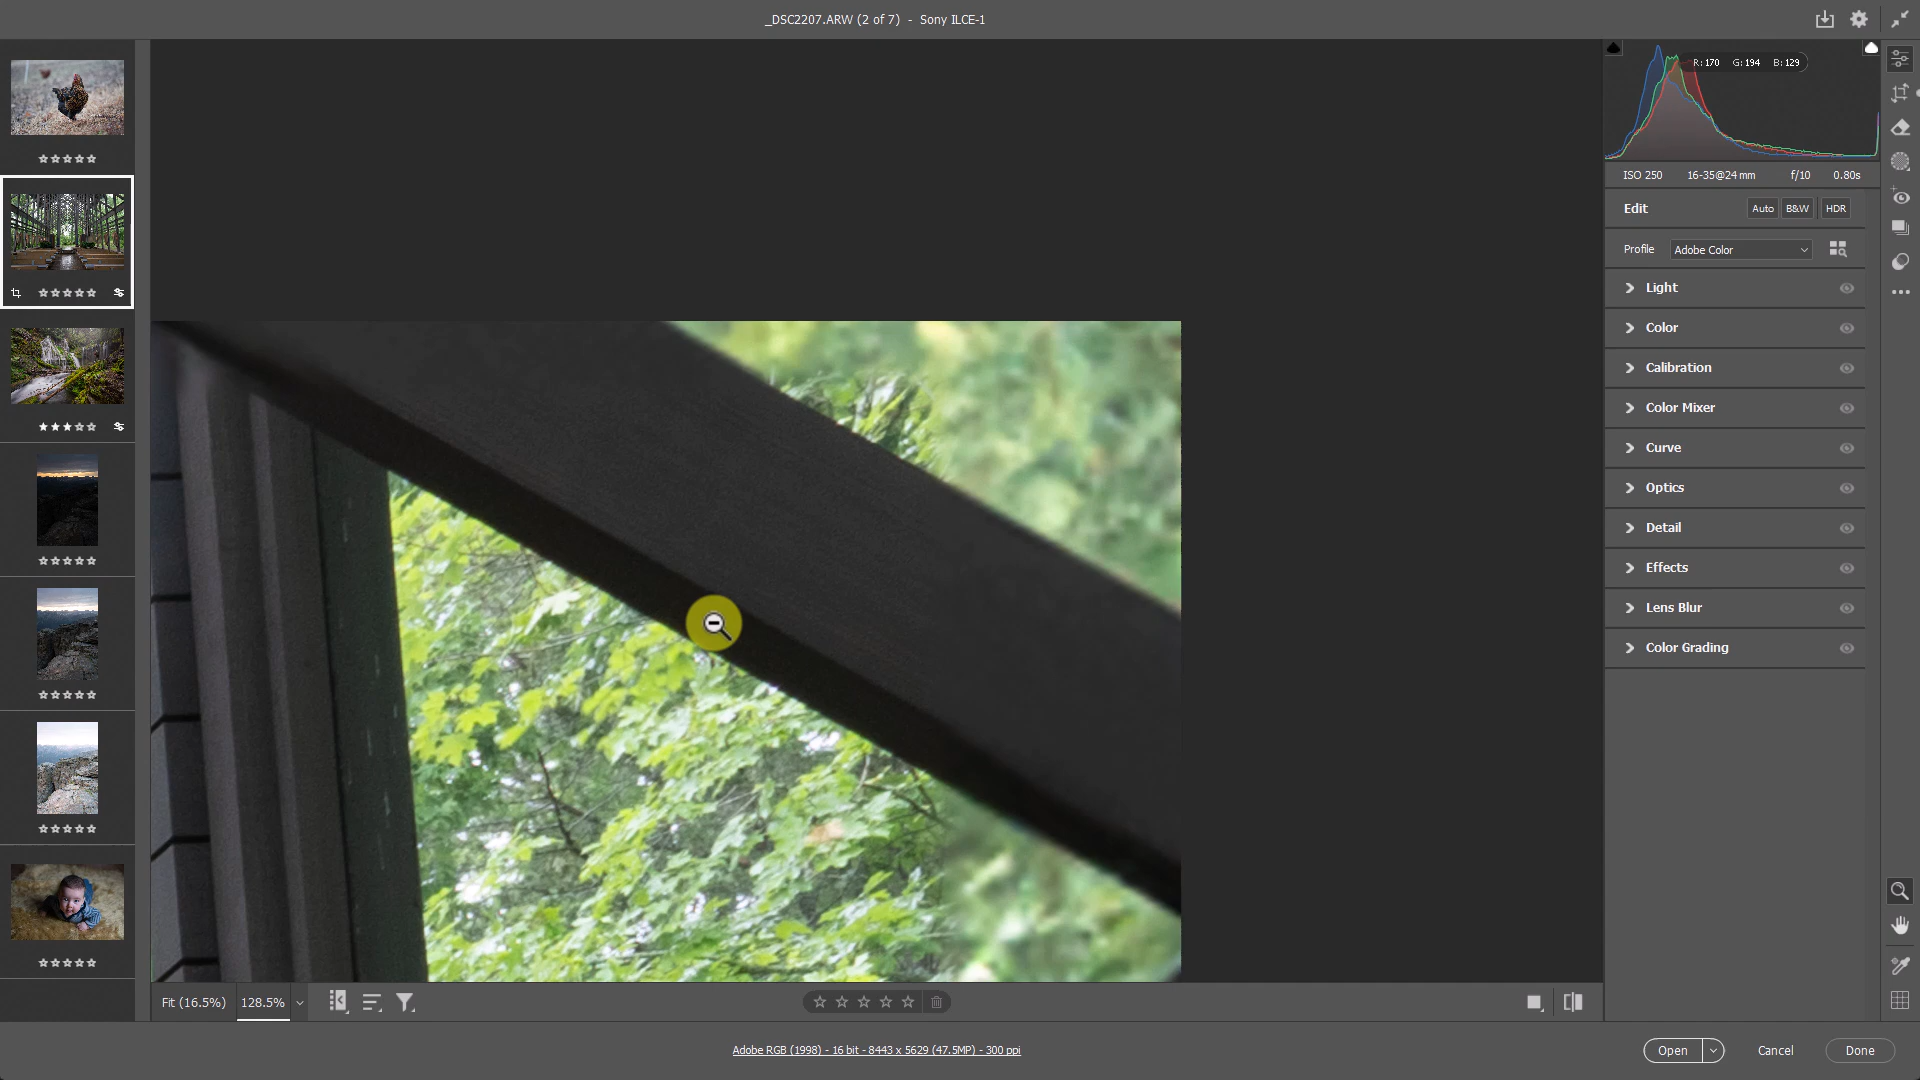 _DSC2207.ARW (2 of 7) - Sony ILCE-1
R: 170 G: 194 B: 129
ISO 250 16-35@24 mm f/10 0.80s
Edit Auto B&W HDR
Profile Adobe Color
Light
Color
Calibration
Color Mixer
Curve
Optics
Detail
Effects
Lens Blur
Color Grading
Fit (16.5%) 128.5%
Adobe RGB (1998) - 16 bit - 8443 x 5629 (47.5MP) - 300 ppi
Open Cancel Done